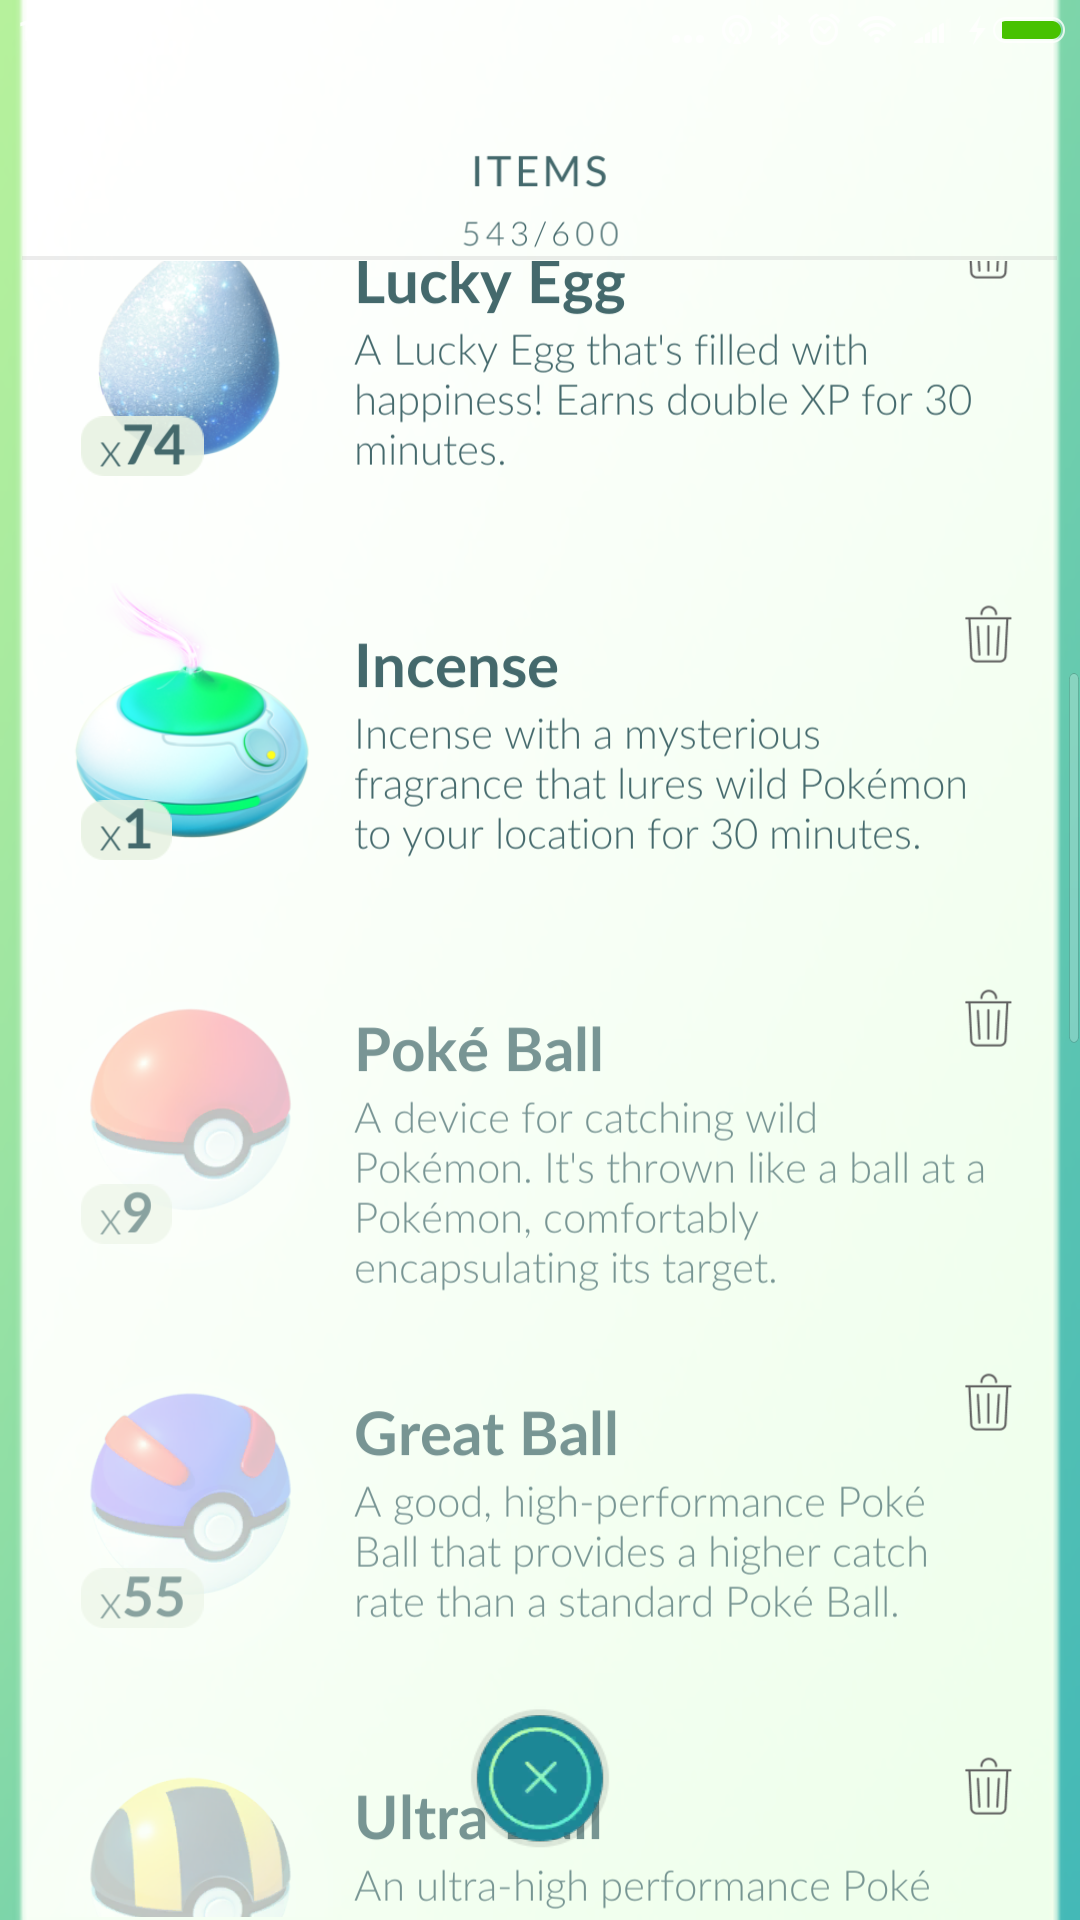 ITEMS
543/600
Lucky Egg
A Lucky Egg that's filled with
happiness! Earns double XP for 30
minutes.
x74
Incense
Incense with a mysterious
fragrance that lures wild Pokémon
to your location for 30 minutes.
x1
Poké Ball
A device for catching wild
Pokémon. It's thrown like a ball at a
Pokémon, comfortably
encapsulating its target.
x9
Great Ball
A good, high-performance Poké
Ball that provides a higher catch
rate than a standard Poké Ball.
x55
Ultra Ball
An ultra-high performance Poké